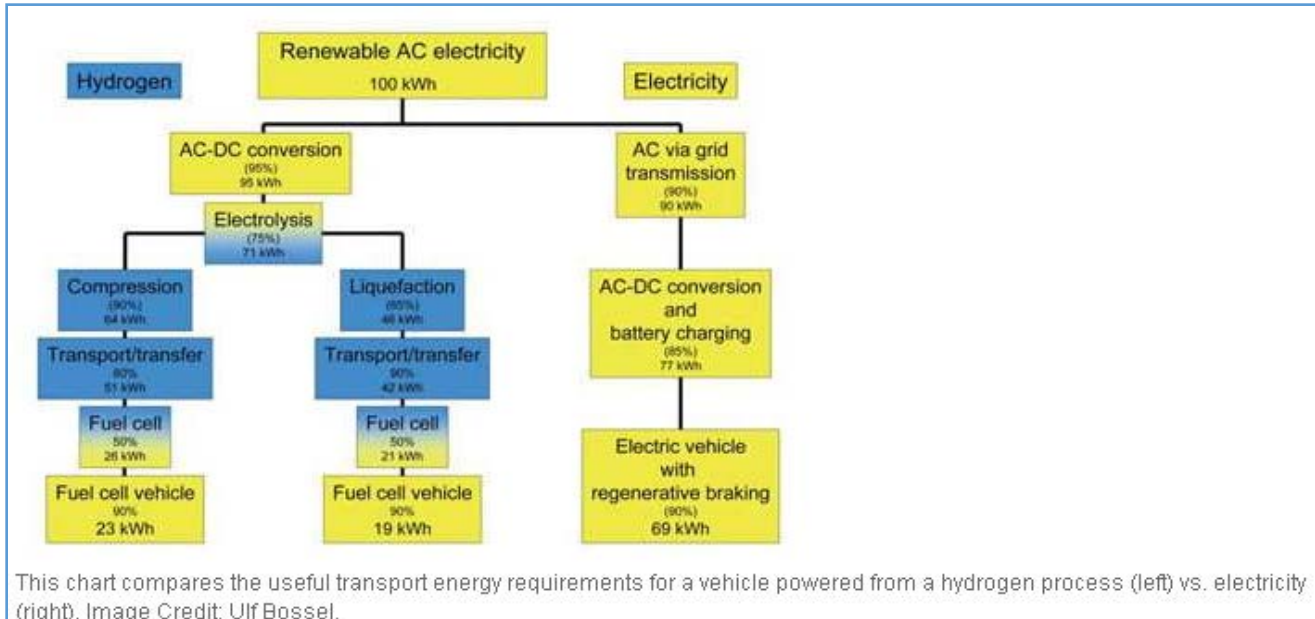 Renewable AC electricity
100 kWh
Hydrogen
Electricity
AC-DC conversion
(95%)
95 kWh
AC via grid
transmission
(90%)
90 kWh
Electrolysis
(75%)
71 kWh
Compression
(90%)
64 kWh
Liquefaction
(65%)
46 kWh
AC-DC conversion
and
battery charging
(85%)
77 kWh
Transport/transfer
80%
51 kWh
Transport/transfer
90%
42 kWh
Fuel cell
50%
26 kWh
Fuel cell
50%
21 kWh
Electric vehicle
with
regenerative braking
(90%)
69 kWh
Fuel cell vehicle
90%
23 kWh
Fuel cell vehicle
90%
19 kWh
This chart compares the useful transport energy requirements for a vehicle powered from a hydrogen process (left) vs. electricity
(right). Image Credit: Ulf Bossel.